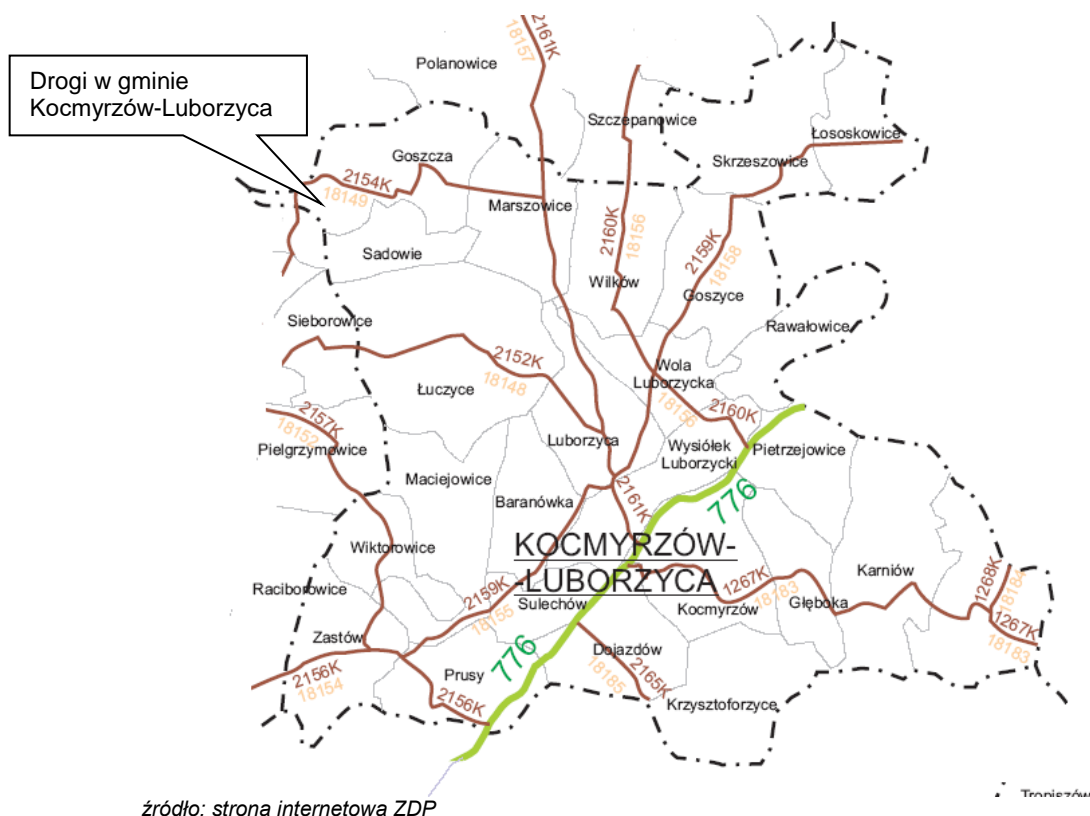 2161K
18157
Polanowice
Drogi w gminie
Kocmyrzów-Luborzyca
Szczepanowice
Łososkowice
Goszcza
Skrzeszowice
2154K
18149
Marszowice
2160K
18156
2159K
18158
Sadowie
Wilków
Goszyce
Sieborowice
Rawałowice
2152K
18148
Łuczyce
Wola
Luborzycka
18156
2160K
2157K
18152
Pielgrzymowice
Luborzyca
Wysiółek
Luborzycki
Pietrzejowice
Maciejowice
Baranówka
2161K
776
Wiktorowice
KOCMYRZÓW-
-LUBORZYCA
Raciborowice
2159K
18155
Sulechów
1267K
18183
Kocmyrzów
Głęboka
Karniów
1268K
18184
1267K
18183
Zastów
2156K
18154
Prusy
2156K
776
Dojazdów
18185
2165K
Krzysztoforzyce
Tropiszów
źródło: strona internetowa ZDP